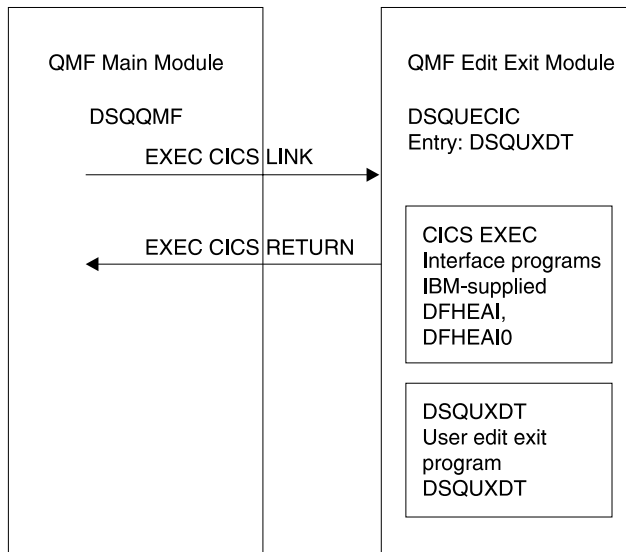 QMF Main Module
DSQQMF
EXEC CICS LINK
EXEC CICS RETURN
QMF Edit Exit Module
DSQUECIC
Entry: DSQUXDT
CICS EXEC
Interface programs
IBM-supplied
DFHEAI,
DFHEAI0
DSQUXDT
User edit exit
program
DSQUXDT